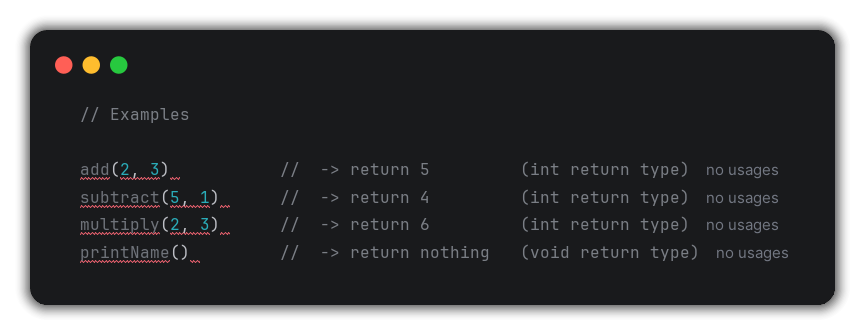 // Examples
add(2, 3) // -> return 5 (int return type) no usages
subtract(5, 1) // -> return 4 (int return type) no usages
multiply(2, 3) // -> return 6 (int return type) no usages
printName() // -> return nothing (void return type) no usages